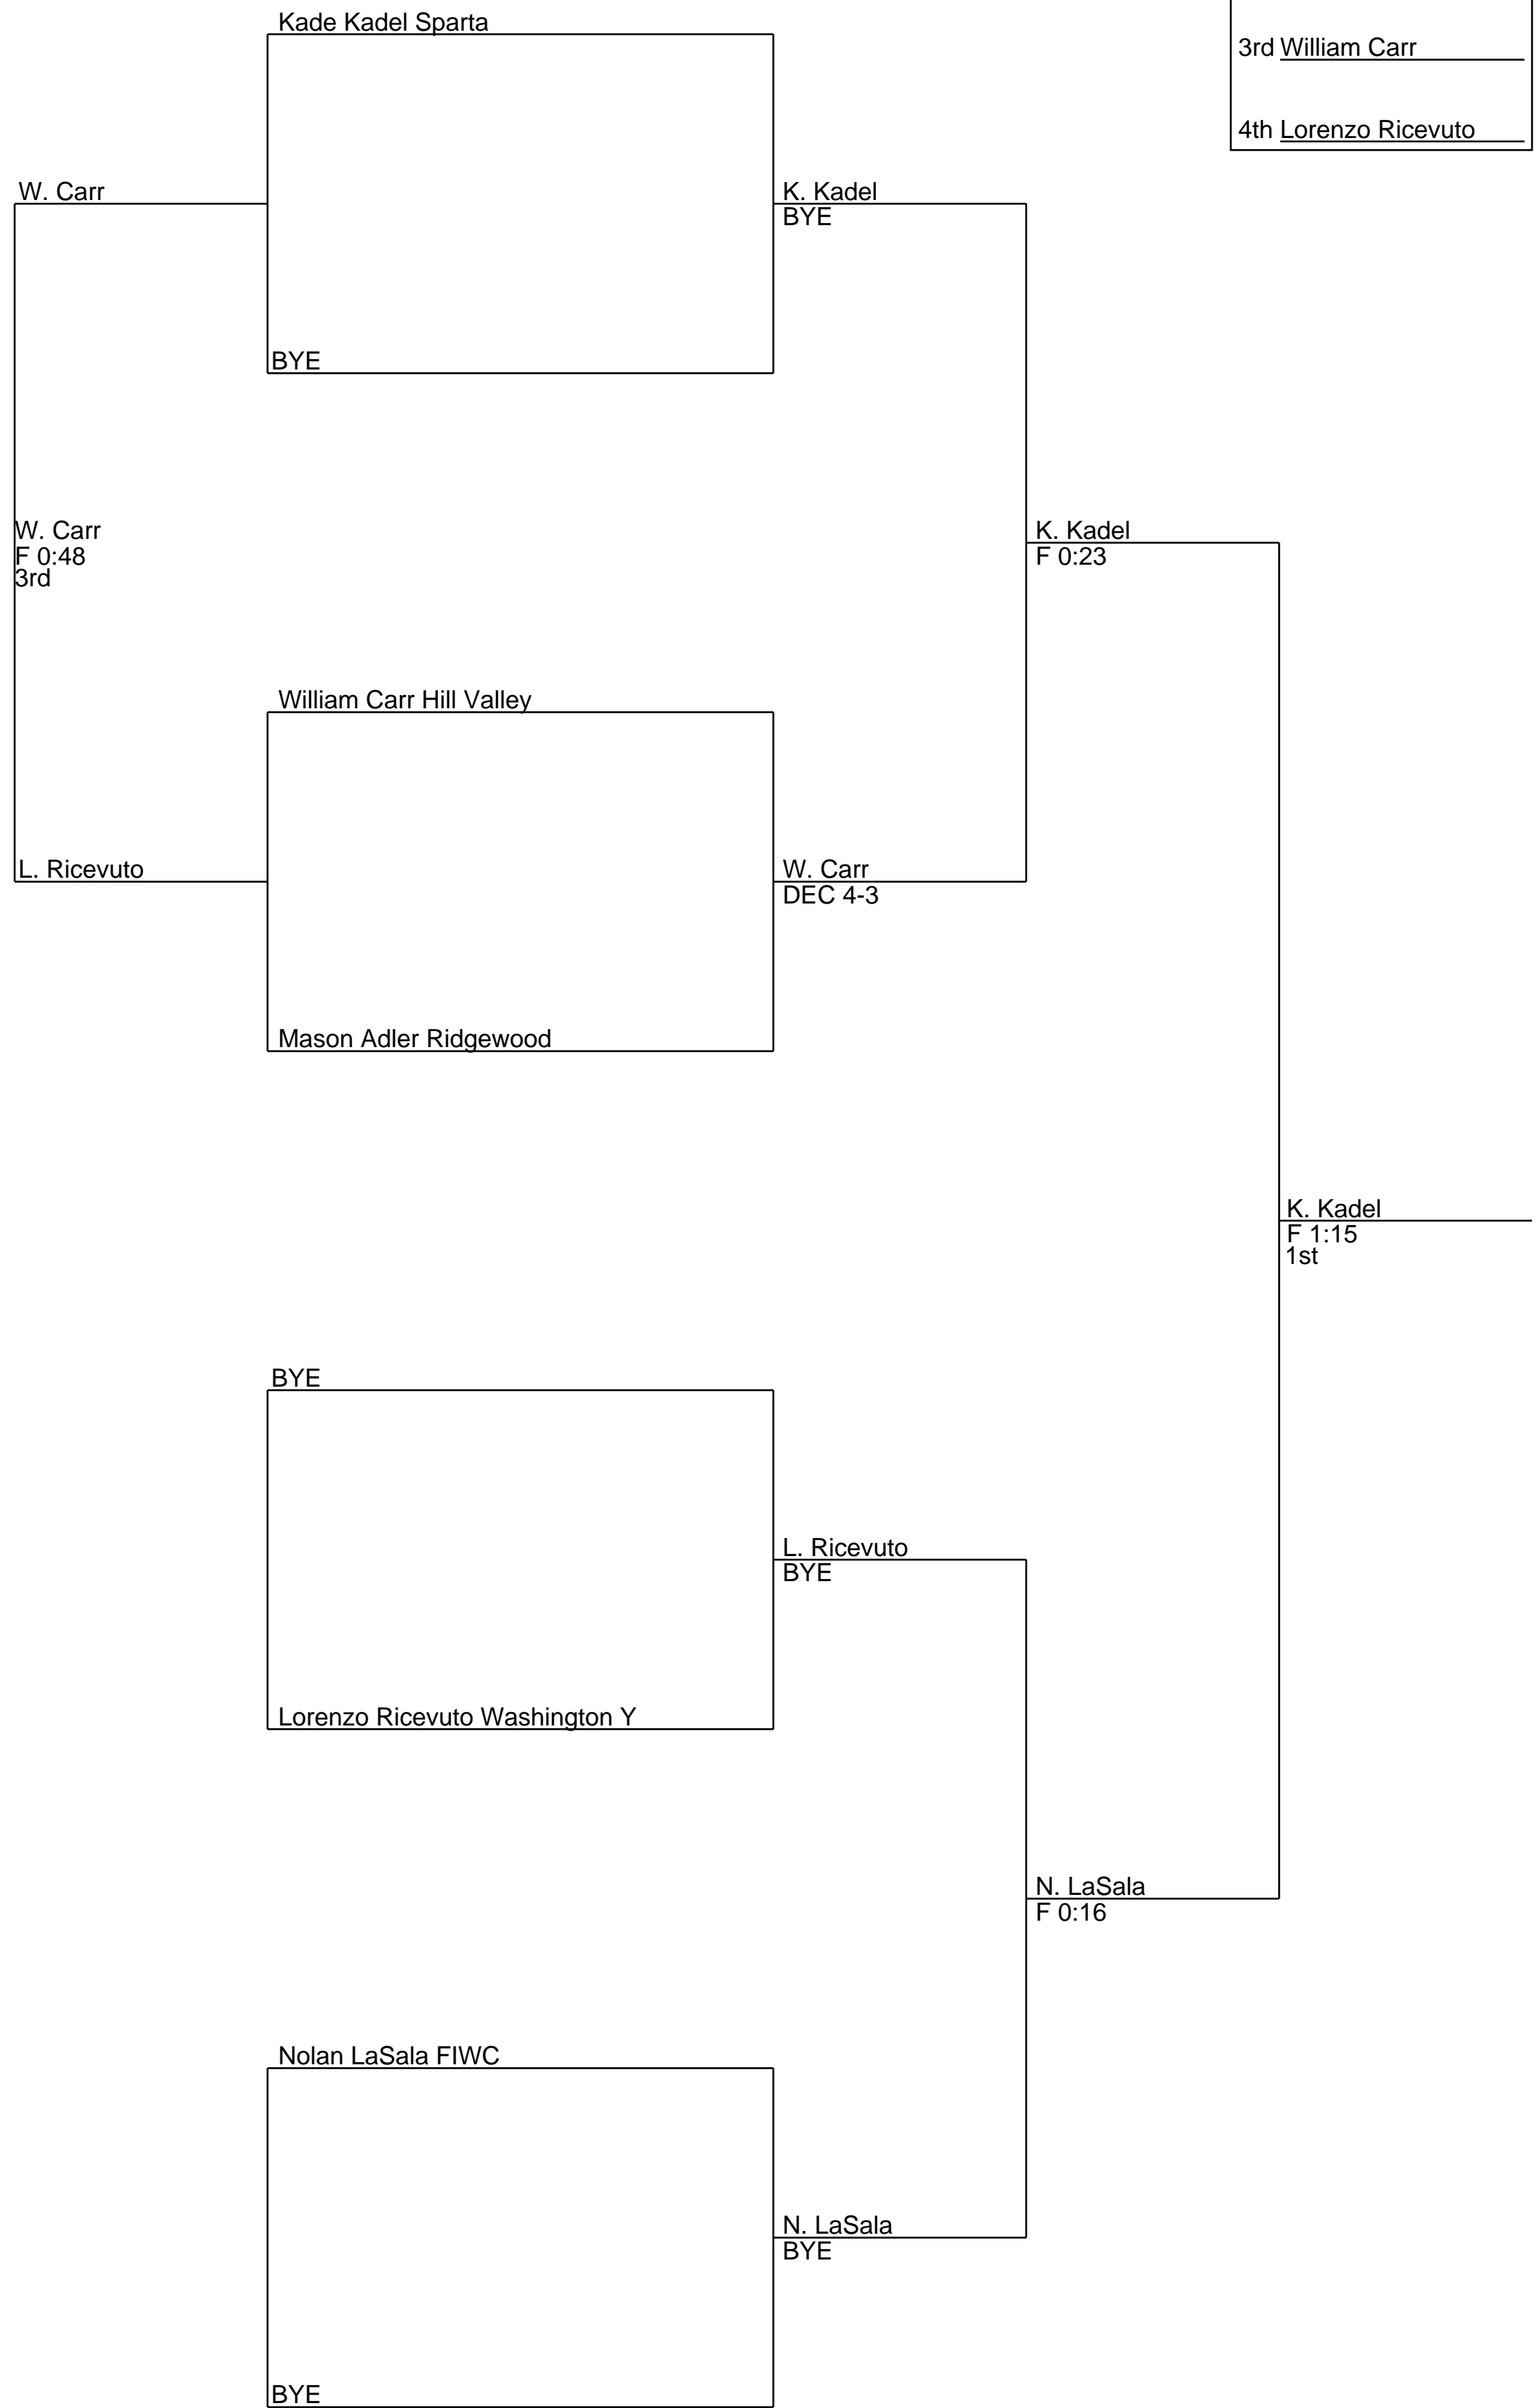 Kade Kadel Sparta
3rd William Carr
4th Lorenzo Ricevuto
W. Carr
K. Kadel
BYE
BYE
W. Carr
F 0:48
3rd
K. Kadel
F 0:23
William Carr Hill Valley
L. Ricevuto
W. Carr
DEC 4-3
Mason Adler Ridgewood
K. Kadel
F 1:15
1st
BYE
L. Ricevuto
BYE
Lorenzo Ricevuto Washington Y
N. LaSala
F 0:16
Nolan LaSala FIWC
N. LaSala
BYE
BYE